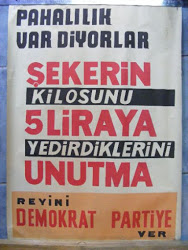 PAHALILIK
VAR DİYORLAR
ŞEKERİN
KİLOSUNU
5 LİRAYA
YEDİRDİKLERİNİ
UNUTMA
REYİNİ
DEMOKRAT PARTİYE
VER